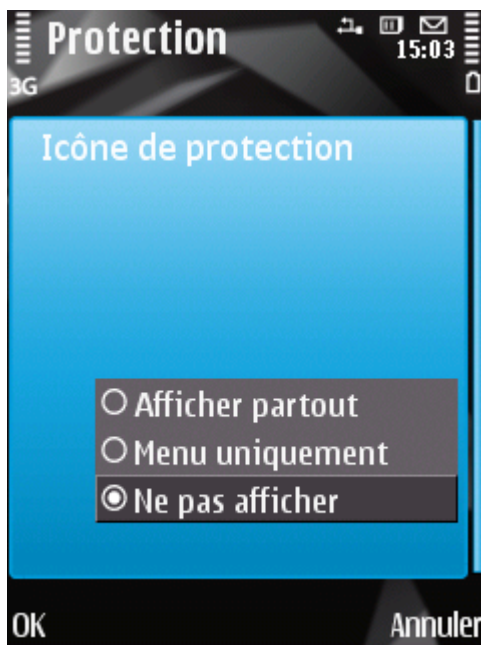 Protection
15:03
3G
Icône de protection
Afficher partout
Menu uniquement
Ne pas afficher
OK Annuler